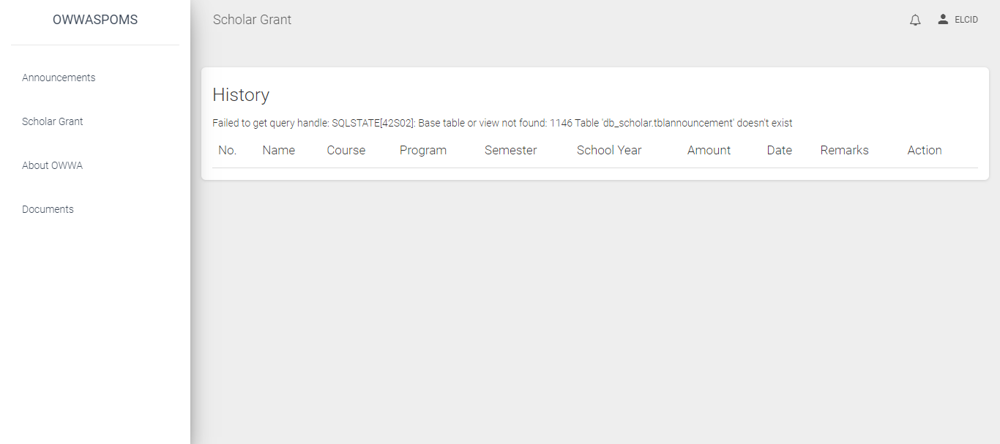 OWWASPOMS
Scholar Grant
ELCID
Announcements
Scholar Grant
About OWWA
Documents
History
Failed to get query handle: SQLSTATE[42S02]: Base table or view not found: 1146 Table 'db_scholar.tblannouncement' doesn't exist
No. Name Course Program Semester School Year Amount Date Remarks Action